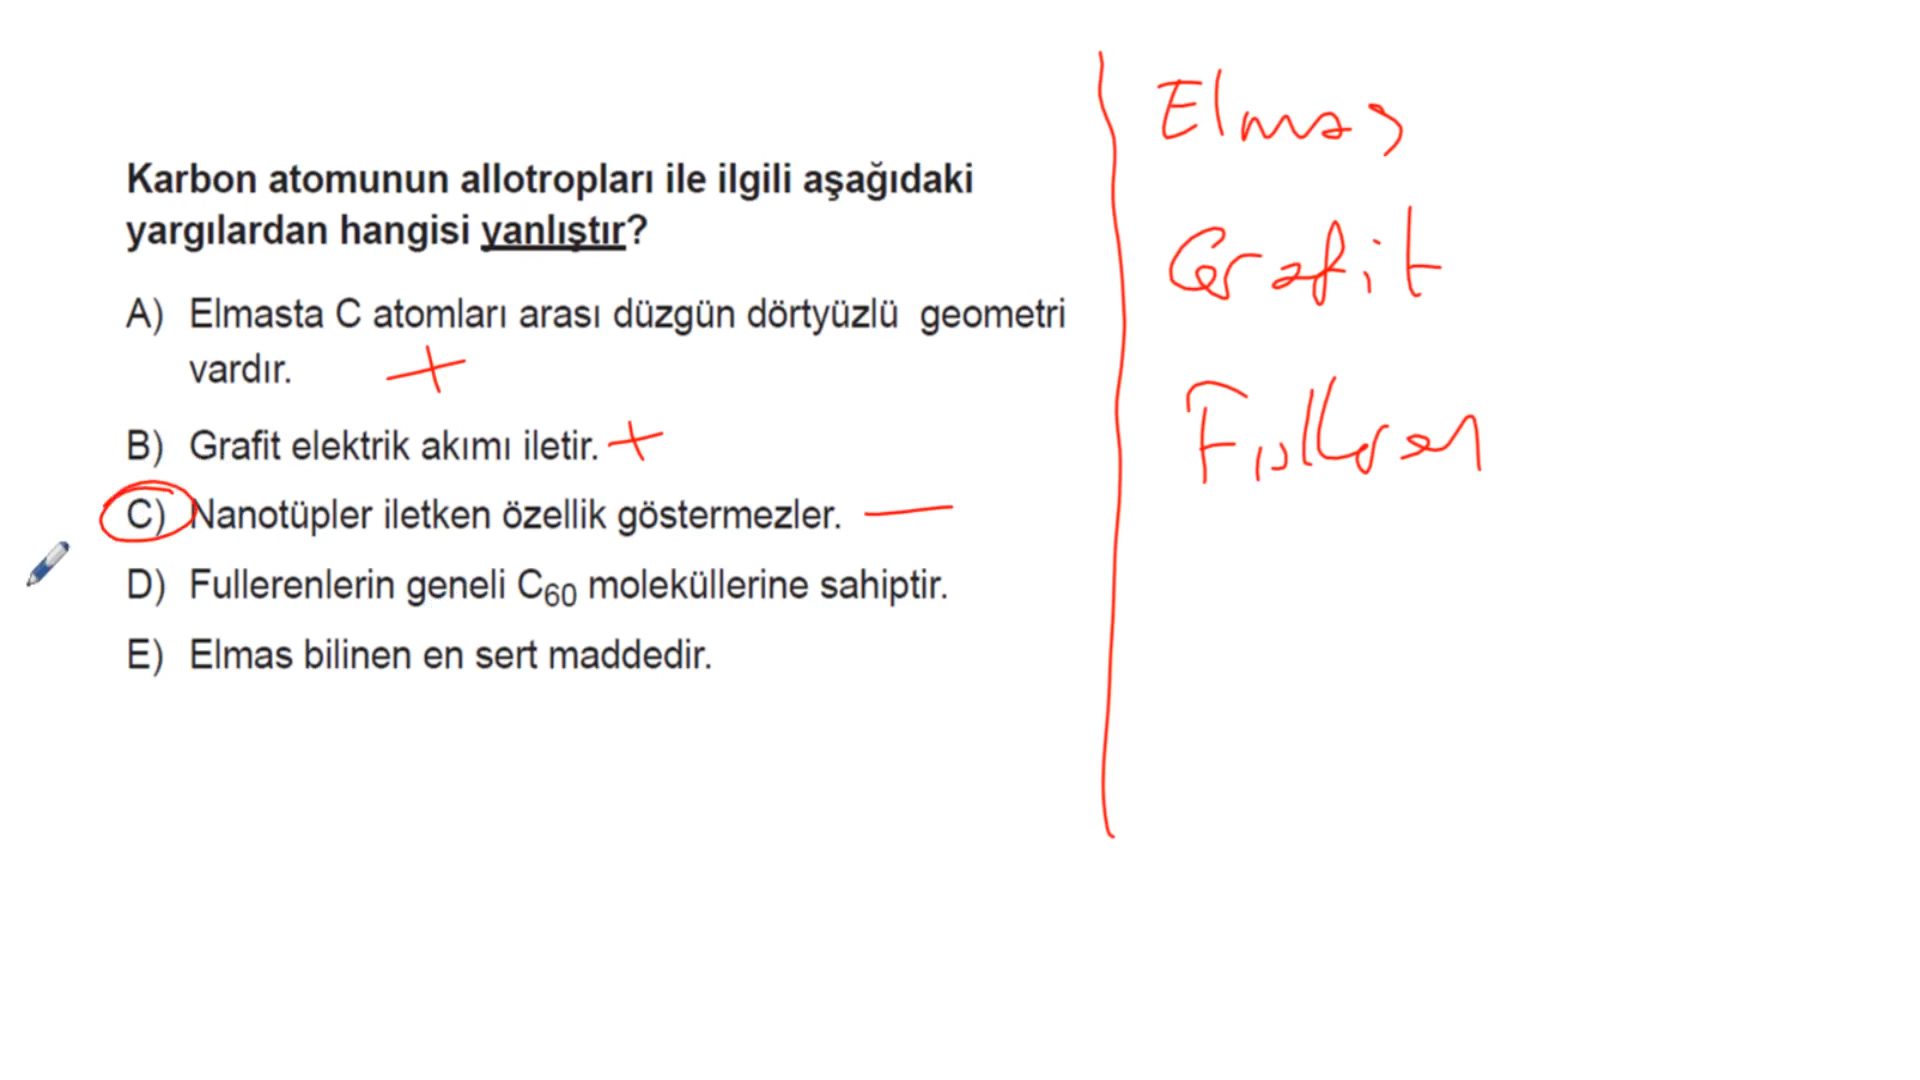 Karbon atomunun allotropları ile ilgili aşağıdaki
yargılardan hangisi yanlıştır?
A) Elmasta C atomları arası düzgün dörtyüzlü geometri
vardır. +
B) Grafit elektrik akımı iletir. +
C) Nanotüpler iletken özellik göstermezler. —
D) Fullerenlerin geneli C₆₀ moleküllerine sahiptir.
E) Elmas bilinen en sert maddedir.
Elmas
Grafit
Fulleren